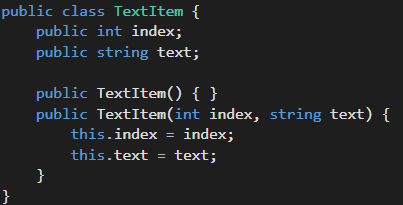 public class TextItem {
    public int index;
    public string text;

    public TextItem() { }
    public TextItem(int index, string text) {
        this.index = index;
        this.text = text;
    }
}